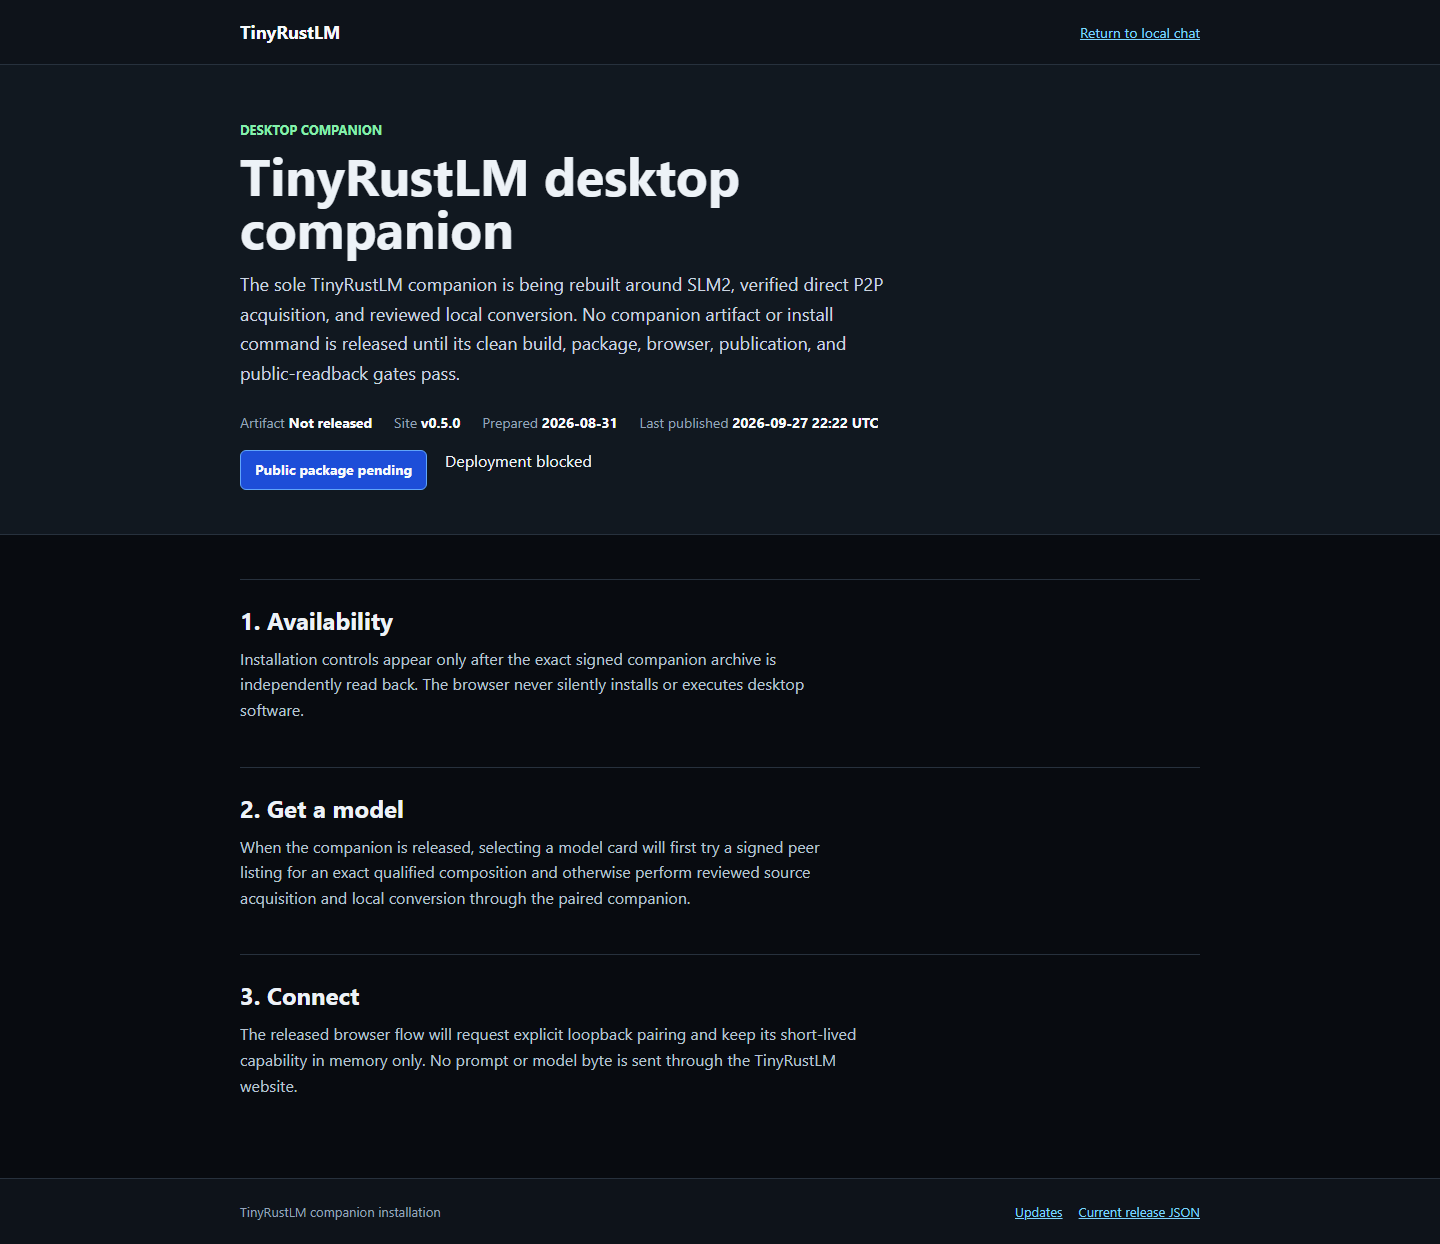 TinyRustLM
Return to local chat
DESKTOP COMPANION
TinyRustLM desktop
companion
The sole TinyRustLM companion is being rebuilt around SLM2, verified direct P2P
acquisition, and reviewed local conversion. No companion artifact or install
command is released until its clean build, package, browser, publication, and
public-readback gates pass.
Artifact Not released Site v0.5.0 Prepared 2026-08-31 Last published 2026-09-27 22:22 UTC
Public package pending Deployment blocked
1. Availability
Installation controls appear only after the exact signed companion archive is
independently read back. The browser never silently installs or executes desktop
software.
2. Get a model
When the companion is released, selecting a model card will first try a signed peer
listing for an exact qualified composition and otherwise perform reviewed source
acquisition and local conversion through the paired companion.
3. Connect
The released browser flow will request explicit loopback pairing and keep its short-lived
capability in memory only. No prompt or model byte is sent through the TinyRustLM
website.
TinyRustLM companion installation
Updates Current release JSON